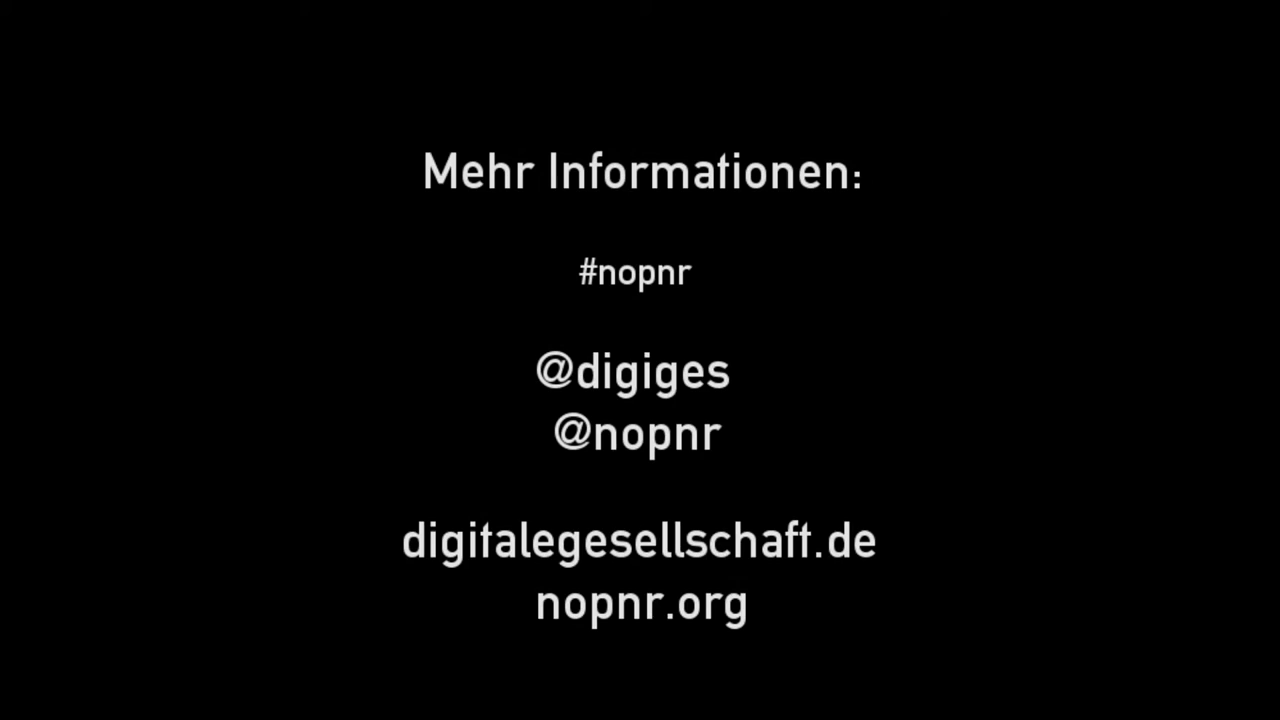 Mehr Informationen:
#nopnr
@digiges
@nopnr
digitalegesellschaft.de
nopnr.org